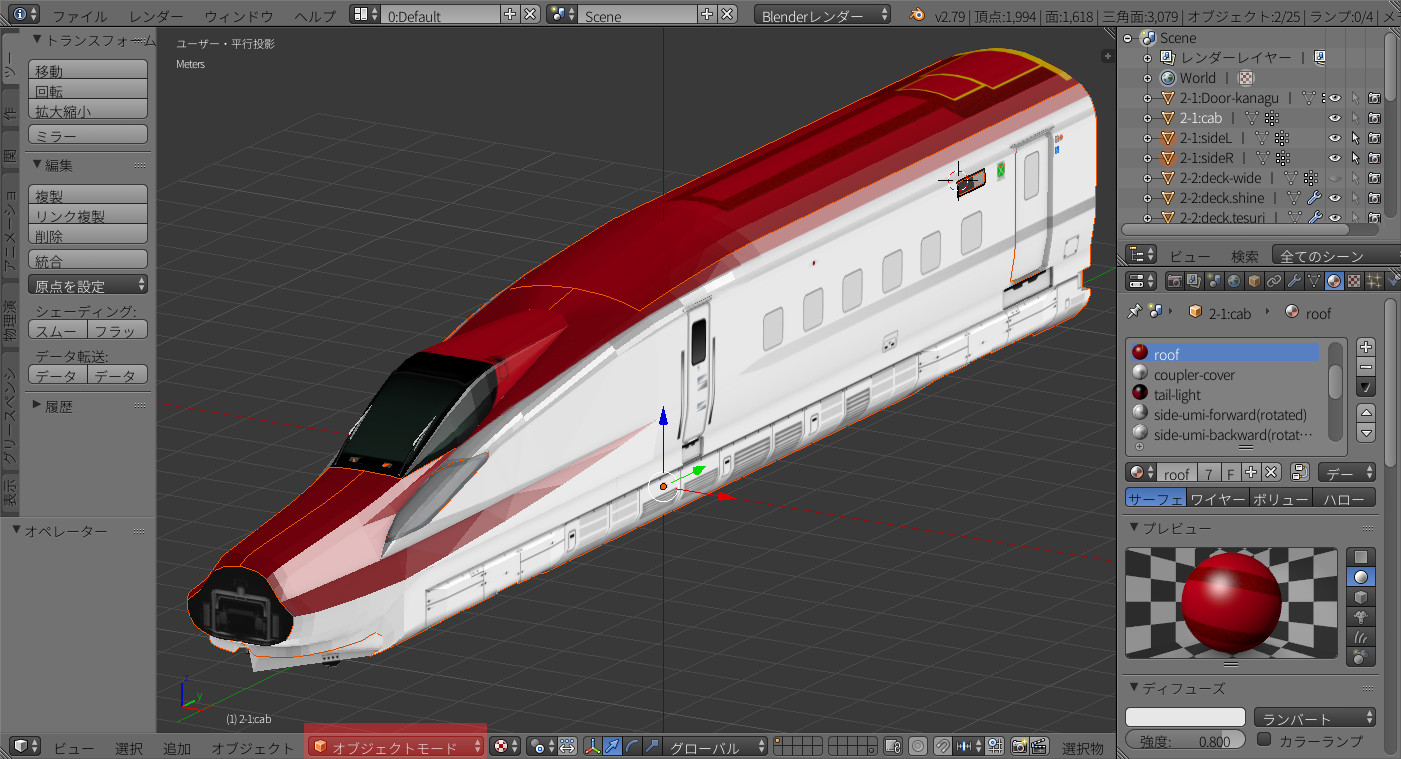 ファイル レンダー ウィンドウ ヘルプ 0:Default Scene Blenderレンダー v2.79 | 頂点:1,994 | 面:1,618 | 三角面:3,079 | オブジェクト:2/25 | ランプ:0/4 | メモ
トランスフォーム
移動
回転
拡大縮小
ミラー
編集
複製
リンク複製
削除
統合
原点を設定
シェーディング:
スムー フラッ
データ転送:
データ データ
履歴
アニメーショ
物理演
グリースペンシ
表示
オペレーター
ユーザー・平行投影
Meters
(1) 2-1:cab
ビュー 選択 追加 オブジェクト オブジェクトモード グローバル 選択物
Scene
レンダーレイヤー
World
2-1:Door-kanagu
2-1:cab
2-1:sideL
2-1:sideR
2-2:deck-wide
2-2:deck.shine
2-2:deck.tesuri
ビュー 検索 全てのシーン
2-1:cab roof
roof
coupler-cover
tail-light
side-umi-forward(rotated)
side-umi-backward(rotat…
roof 7 F デー
サーフェ ワイヤー ボリュー ハロー
プレビュー
ディフューズ
ランバート
強度: 0.800 カラーランプ